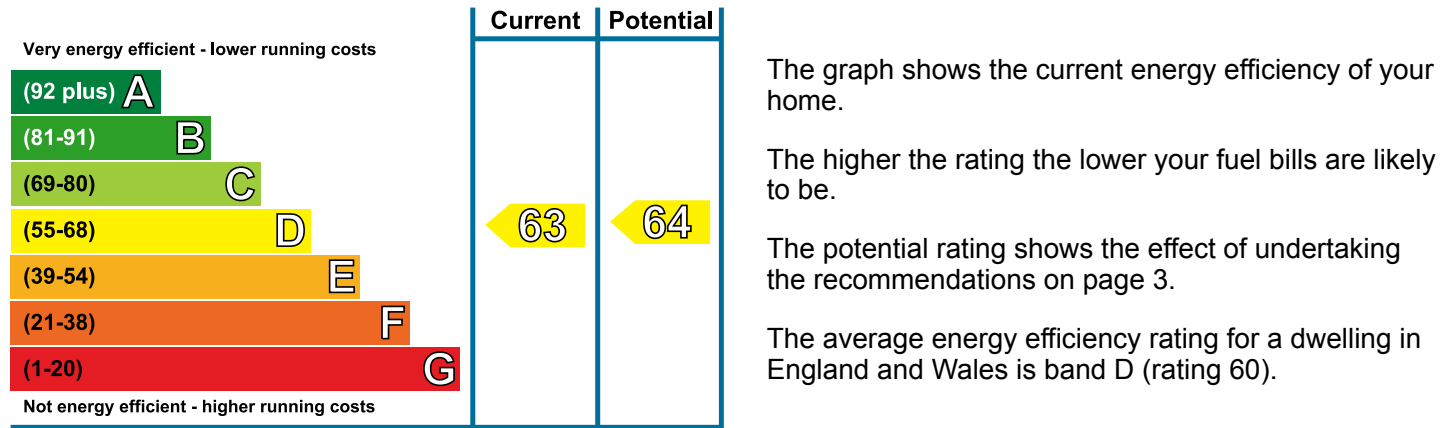 Current Potential
Very energy efficient - lower running costs
(92 plus) A
(81-91) B
(69-80) C
(55-68) D
63 64
(39-54) E
(21-38) F
(1-20) G
Not energy efficient - higher running costs
The graph shows the current energy efficiency of your
home.
The higher the rating the lower your fuel bills are likely
to be.
The potential rating shows the effect of undertaking
the recommendations on page 3.
The average energy efficiency rating for a dwelling in
England and Wales is band D (rating 60).